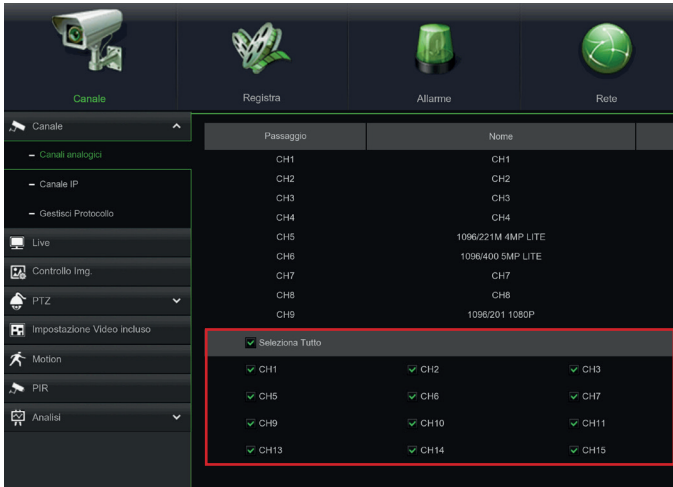 Canale Registra Allarme Rete
Canale
Canali analogici
Canale IP
Gestisci Protocollo
Live
Controllo Img.
PTZ
Impostazione Video incluso
Motion
PIR
Analisi
Passaggio Nome
CH1 CH1
CH2 CH2
CH3 CH3
CH4 CH4
CH5 1096/221M 4MP LITE
CH6 1096/400 5MP LITE
CH7 CH7
CH8 CH8
CH9 1096/201 1080P
Seleziona Tutto
CH1 CH2 CH3
CH5 CH6 CH7
CH9 CH10 CH11
CH13 CH14 CH15